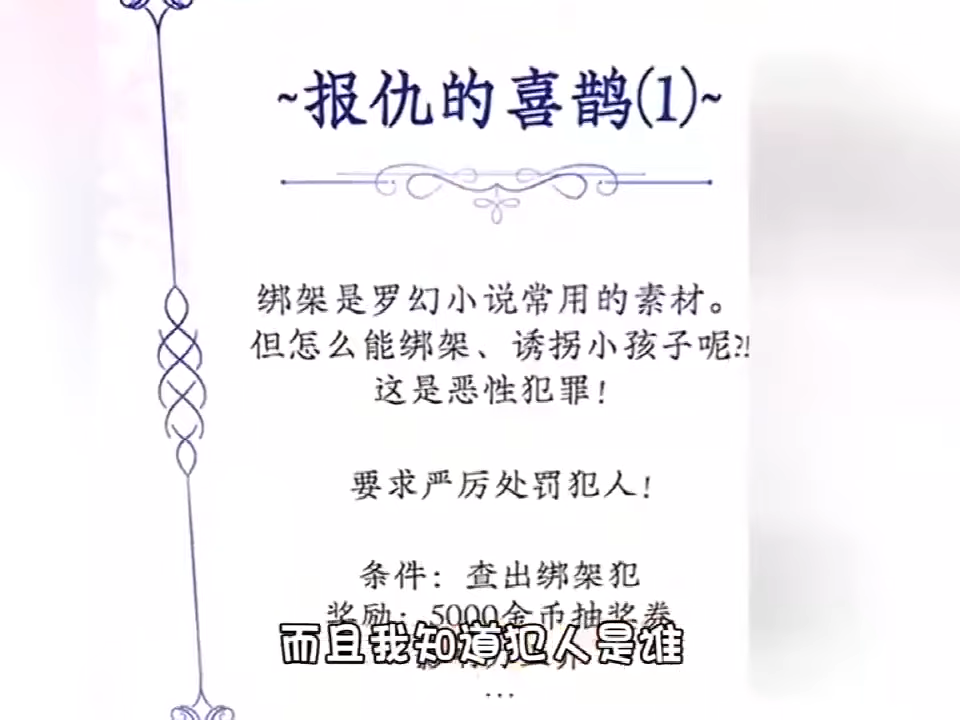 ~报仇的喜鹊(1)~
绑架是罗幻小说常用的素材。
但怎么能绑架、诱拐小孩子呢?!
这是恶性犯罪！
要求严厉处罚犯人！
条件：查出绑架犯
奖励：5000金币抽奖券
而且我知道犯人是谁
...